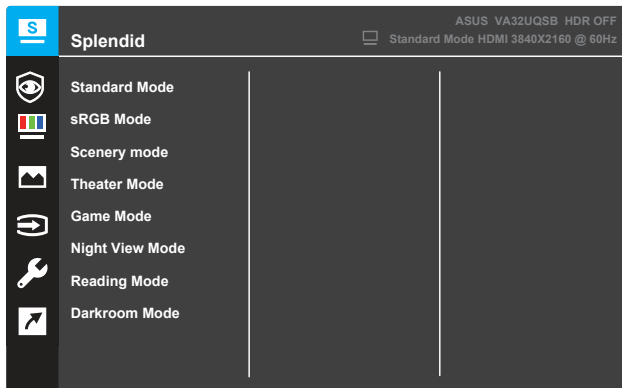 S
ASUS VA32UQSB HDR OFF
Splendid
Standard Mode HDMI 3840X2160 @ 60Hz
Standard Mode
sRGB Mode
Scenery mode
Theater Mode
Game Mode
Night View Mode
Reading Mode
Darkroom Mode